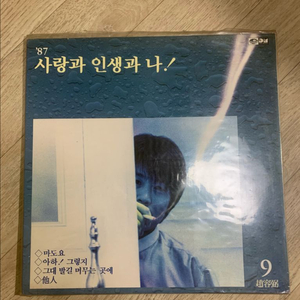 '87
사랑과 인생과 나!
◇마도요
◇아하! 그렇지
◇그대 발길 머무는 곳에
◇他人
9
趙容弼